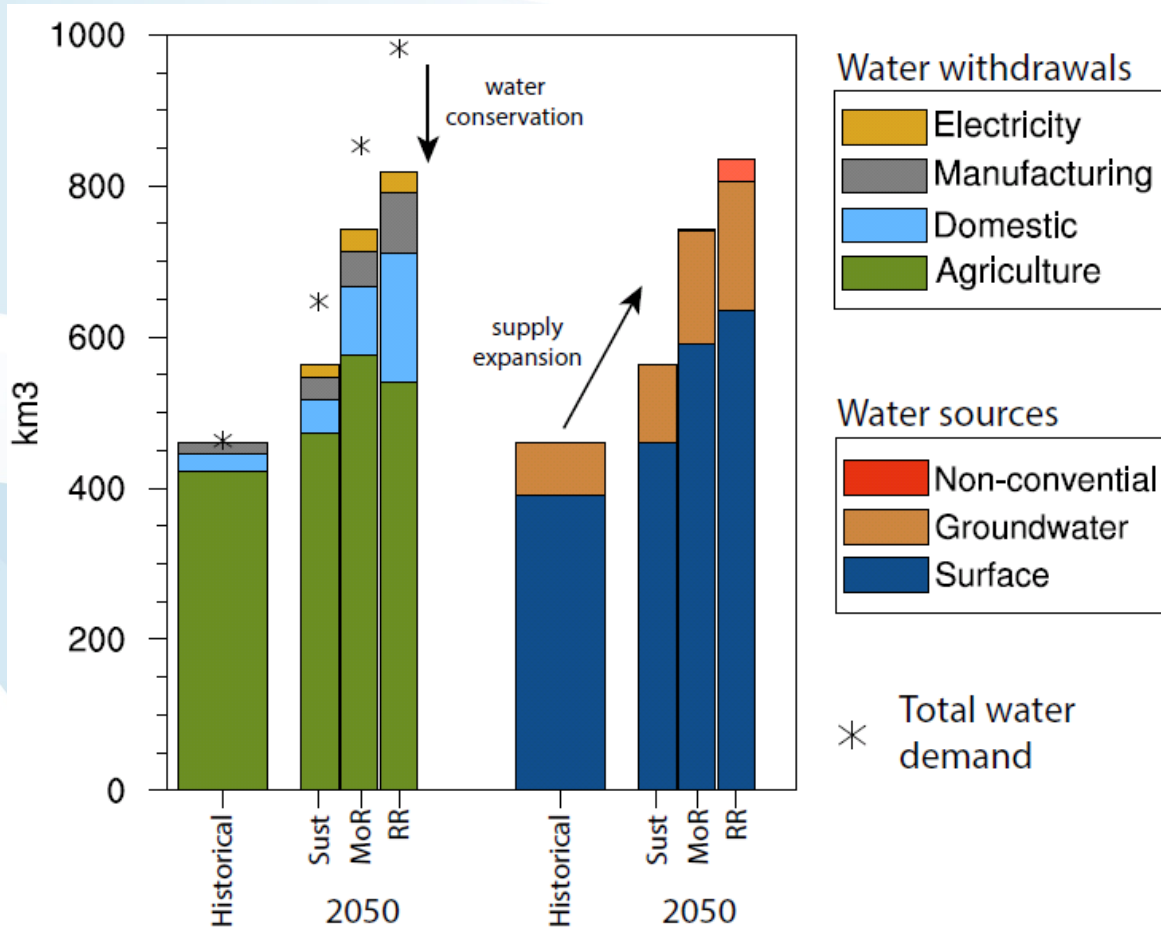 1000
800
600
400
200
0
km3
water
conservation
supply
expansion
Historical
Sust
MoR
RR
2050
Historical
Sust
MoR
RR
2050
Water withdrawals
Electricity
Manufacturing
Domestic
Agriculture
Water sources
Non-convential
Groundwater
Surface
Total water
demand